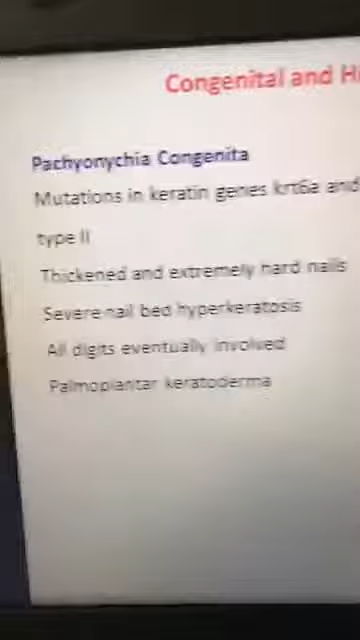 Congenital and H
Pachyonychia Congenita
Mutations in keratin genes krt6a and
type II
Thickened and extremely hard nails
Severe nail bed hyperkeratosis
All digits eventually involved
Palmoplantar keratoderma